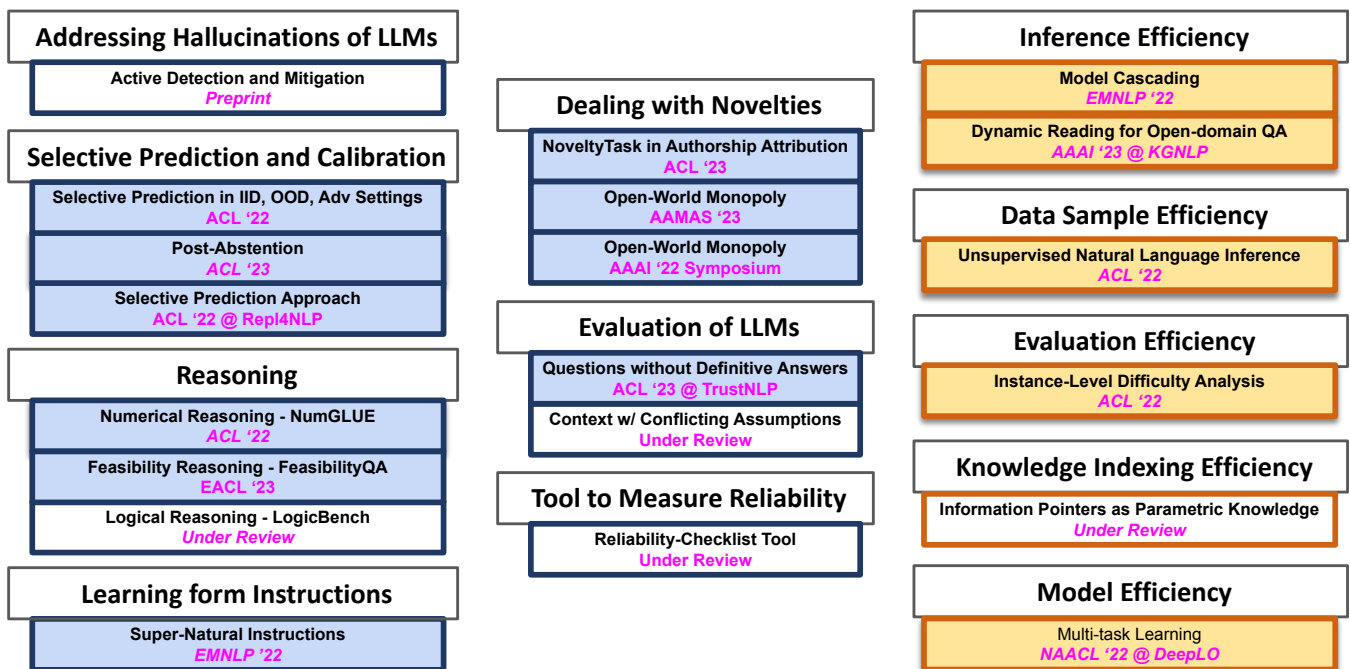 Addressing Hallucinations of LLMs
Active Detection and Mitigation
Preprint
Selective Prediction and Calibration
Selective Prediction in IID, OOD, Adv Settings
ACL ‘22
Post-Abstention
ACL ‘23
Selective Prediction Approach
ACL ‘22 @ Repl4NLP
Reasoning
Numerical Reasoning - NumGLUE
ACL ‘22
Feasibility Reasoning - FeasibilityQA
EACL ‘23
Logical Reasoning - LogicBench
Under Review
Learning form Instructions
Super-Natural Instructions
EMNLP ’22
Dealing with Novelties
NoveltyTask in Authorship Attribution
ACL ‘23
Open-World Monopoly
AAMAS ‘23
Open-World Monopoly
AAAI ‘22 Symposium
Evaluation of LLMs
Questions without Definitive Answers
ACL ‘23 @ TrustNLP
Context w/ Conflicting Assumptions
Under Review
Tool to Measure Reliability
Reliability-Checklist Tool
Under Review
Inference Efficiency
Model Cascading
EMNLP ‘22
Dynamic Reading for Open-domain QA
AAAI ‘23 @ KGNLP
Data Sample Efficiency
Unsupervised Natural Language Inference
ACL ‘22
Evaluation Efficiency
Instance-Level Difficulty Analysis
ACL ‘22
Knowledge Indexing Efficiency
Information Pointers as Parametric Knowledge
Under Review
Model Efficiency
Multi-task Learning
NAACL ‘22 @ DeepLO